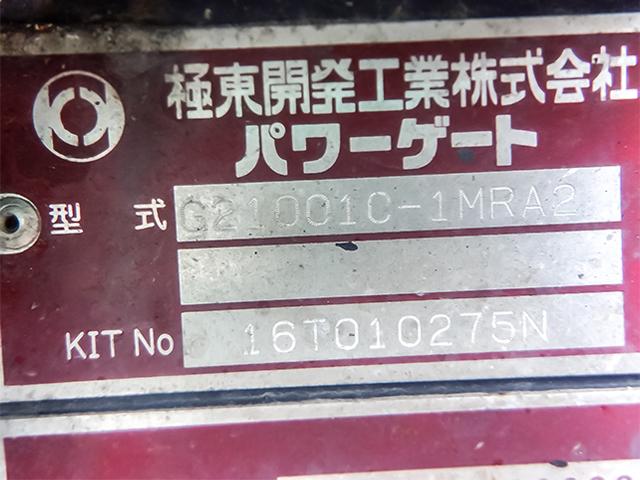 極東開発工業株式会社
パワーゲート
型式 G21001C-1MRA2
KIT No 16T010275N